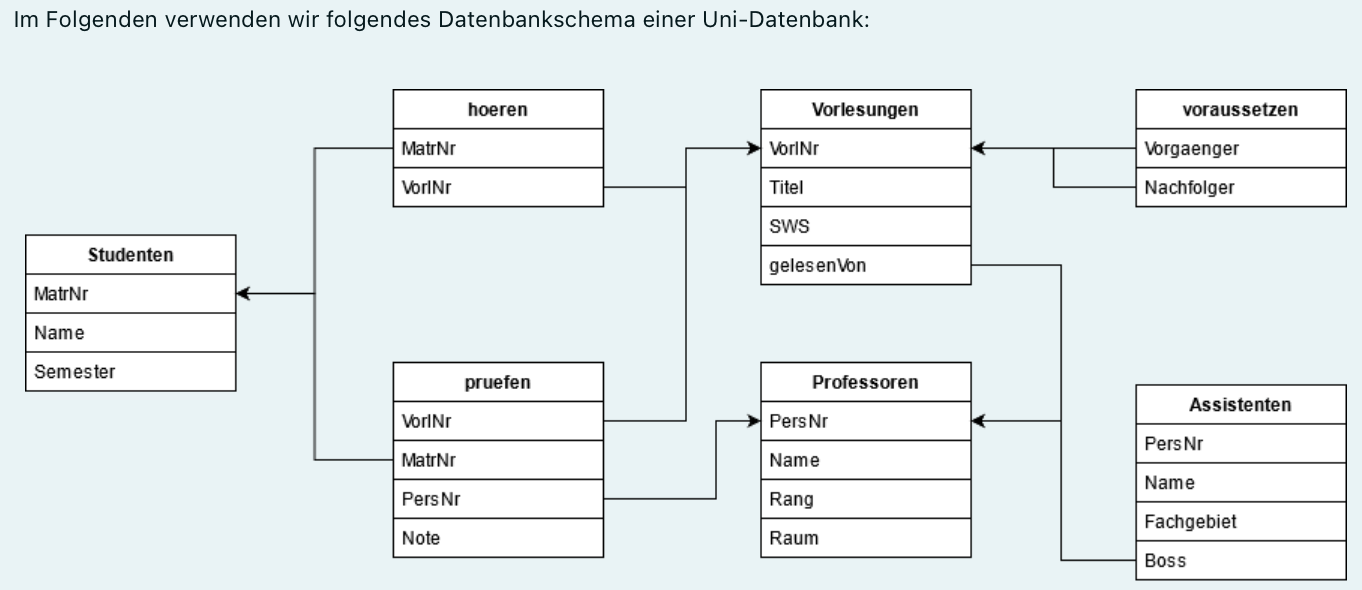 Im Folgenden verwenden wir folgendes Datenbankschema einer Uni-Datenbank:
hoeren
MatrNr
VorlNr
Vorlesungen
VorlNr
Titel
SWS
gelesenVon
voraussetzen
Vorgaenger
Nachfolger
Studenten
MatrNr
Name
Semester
pruefen
VorlNr
MatrNr
PersNr
Note
Professoren
PersNr
Name
Rang
Raum
Assistenten
PersNr
Name
Fachgebiet
Boss